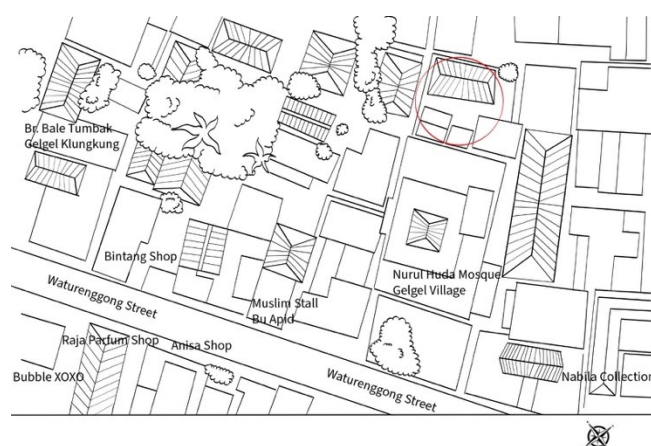 Br. Bale Tumbak
Gelgel Klungkung
Bintang Shop
Nurul Huda Mosque
Gelgel Village
Waturenggong Street
Muslim Stall
Bu Apid
Raja Parfum Shop
Anisa Shop
Bubble XOXO
Nabila Collection
Waturenggong Street